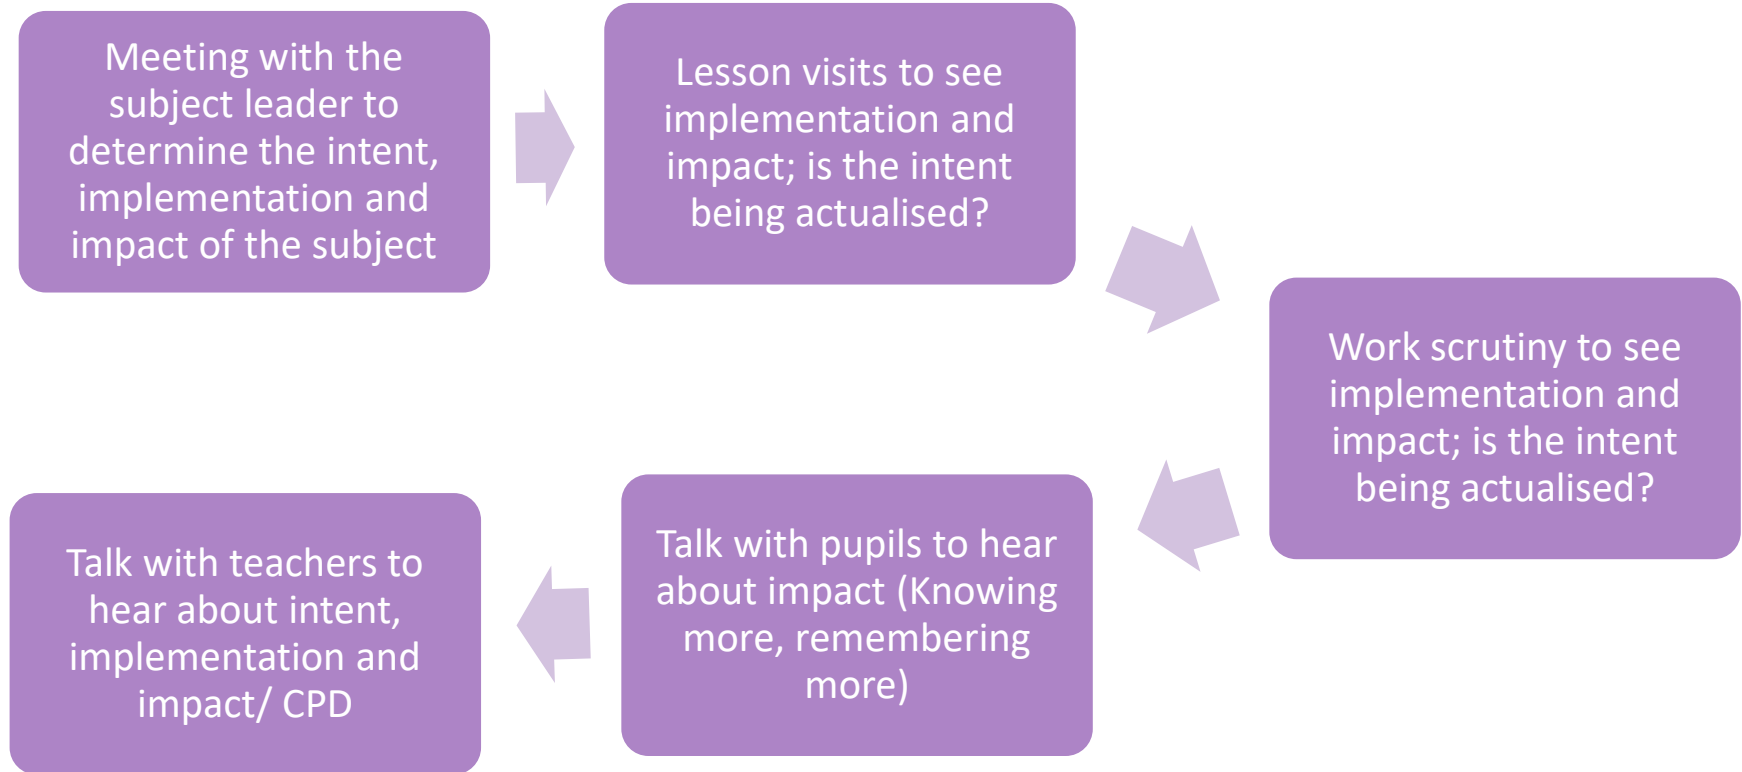 Meeting with the
subject leader to
determine the intent,
implementation and
impact of the subject
Lesson visits to see
implementation and
impact; is the intent
being actualised?
Work scrutiny to see
implementation and
impact; is the intent
being actualised?
Talk with pupils to hear
about impact (Knowing
more, remembering
more)
Talk with teachers to
hear about intent,
implementation and
impact/ CPD